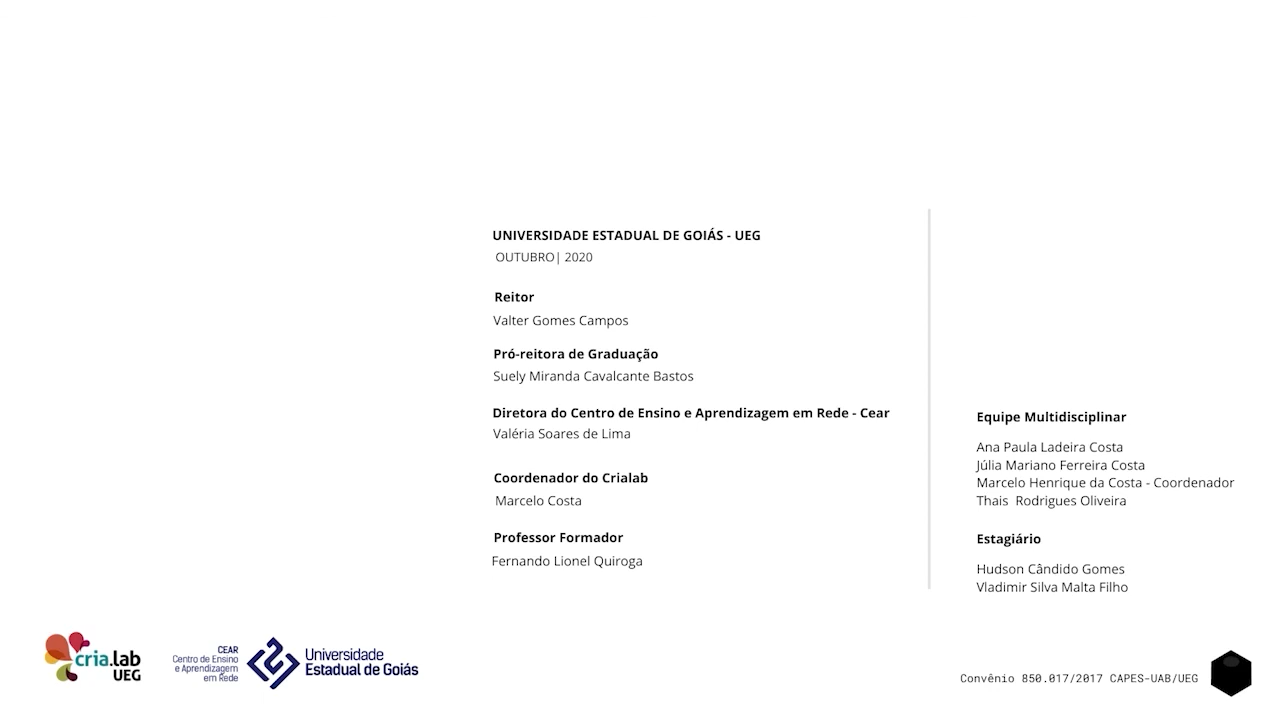 UNIVERSIDADE ESTADUAL DE GOIÁS - UEG
OUTUBRO| 2020
Reitor
Valter Gomes Campos
Pró-reitora de Graduação
Suely Miranda Cavalcante Bastos
Diretora do Centro de Ensino e Aprendizagem em Rede - Cear
Valéria Soares de Lima
Coordenador do Crialab
Marcelo Costa
Professor Formador
Fernando Lionel Quiroga
Equipe Multidisciplinar
Ana Paula Ladeira Costa
Júlia Mariano Ferreira Costa
Marcelo Henrique da Costa - Coordenador
Thais Rodrigues Oliveira
Estagiário
Hudson Cândido Gomes
Vladimir Silva Malta Filho
cria.lab
UEG
CEAR
Centro de Ensino
e Aprendizagem
em Rede
Universidade
Estadual de Goiás
Convênio 850.017/2017 CAPES-UAB/UEG